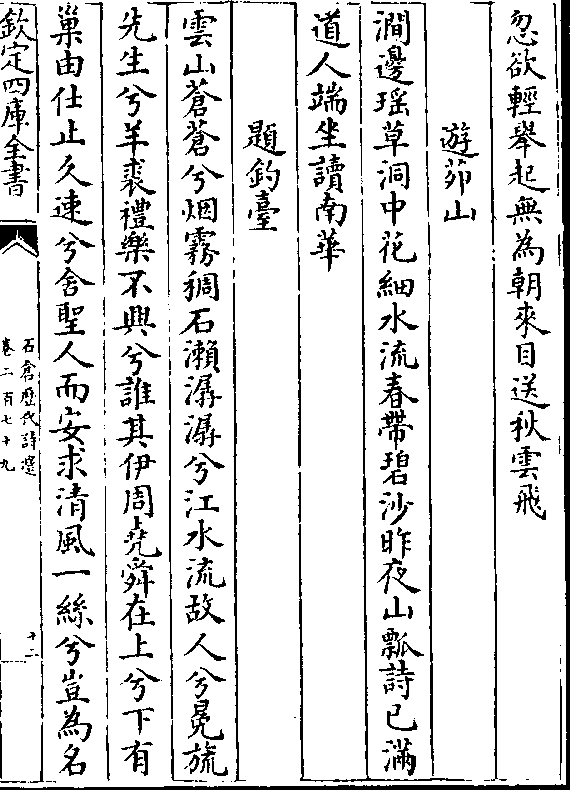 忽欲輕舉起無為朝來目送秋雲飛
遊茆山
澗邊瑶草洞中花細水流春帶碧沙昨夜山瓢詩已滿
道人端坐讀南華
題釣臺
雲山蒼蒼兮烟霧稠石瀨潺潺兮江水流故人兮冕旒
先生兮羊裘禮樂不興兮誰其伊周堯舜在上兮下有
巢由仕止久速兮舍聖人而安求清風一絲兮豈為名
欽定四庫全書
石倉歷代詩選
卷二百七十九
十二